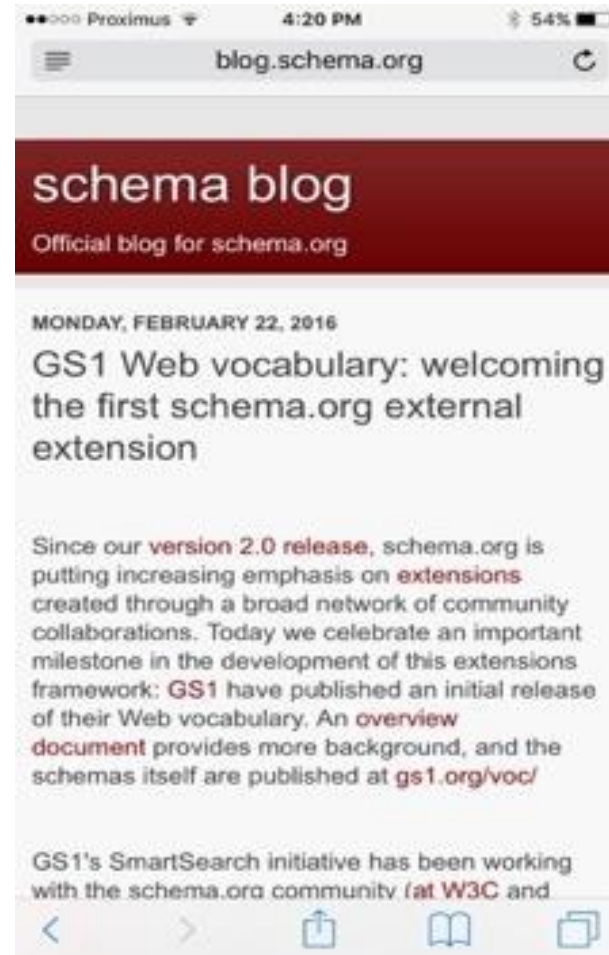 Proximus 4:20 PM 54%
blog.schema.org
schema blog
Official blog for schema.org
MONDAY, FEBRUARY 22, 2016
GS1 Web vocabulary: welcoming
the first schema.org external
extension
Since our version 2.0 release, schema.org is
putting increasing emphasis on extensions
created through a broad network of community
collaborations. Today we celebrate an important
milestone in the development of this extensions
framework: GS1 have published an initial release
of their Web vocabulary. An overview
document provides more background, and the
schemas itself are published at gs1.org/voc/
GS1's SmartSearch initiative has been working
with the schema.org community (at W3C and